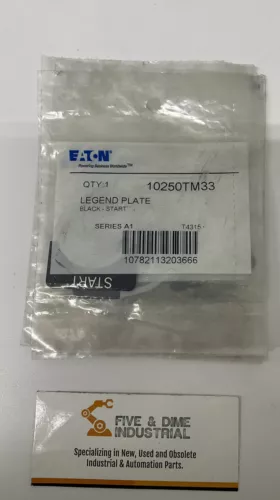 EATON
Powering Business Worldwide™
QTY:1 10250TM33
LEGEND PLATE
BLACK - START
SERIES A1 T4315
10782113203666
START
FIVE & DIME
INDUSTRIAL
Specializing in New, Used and Obsolete
Industrial & Automation Parts.